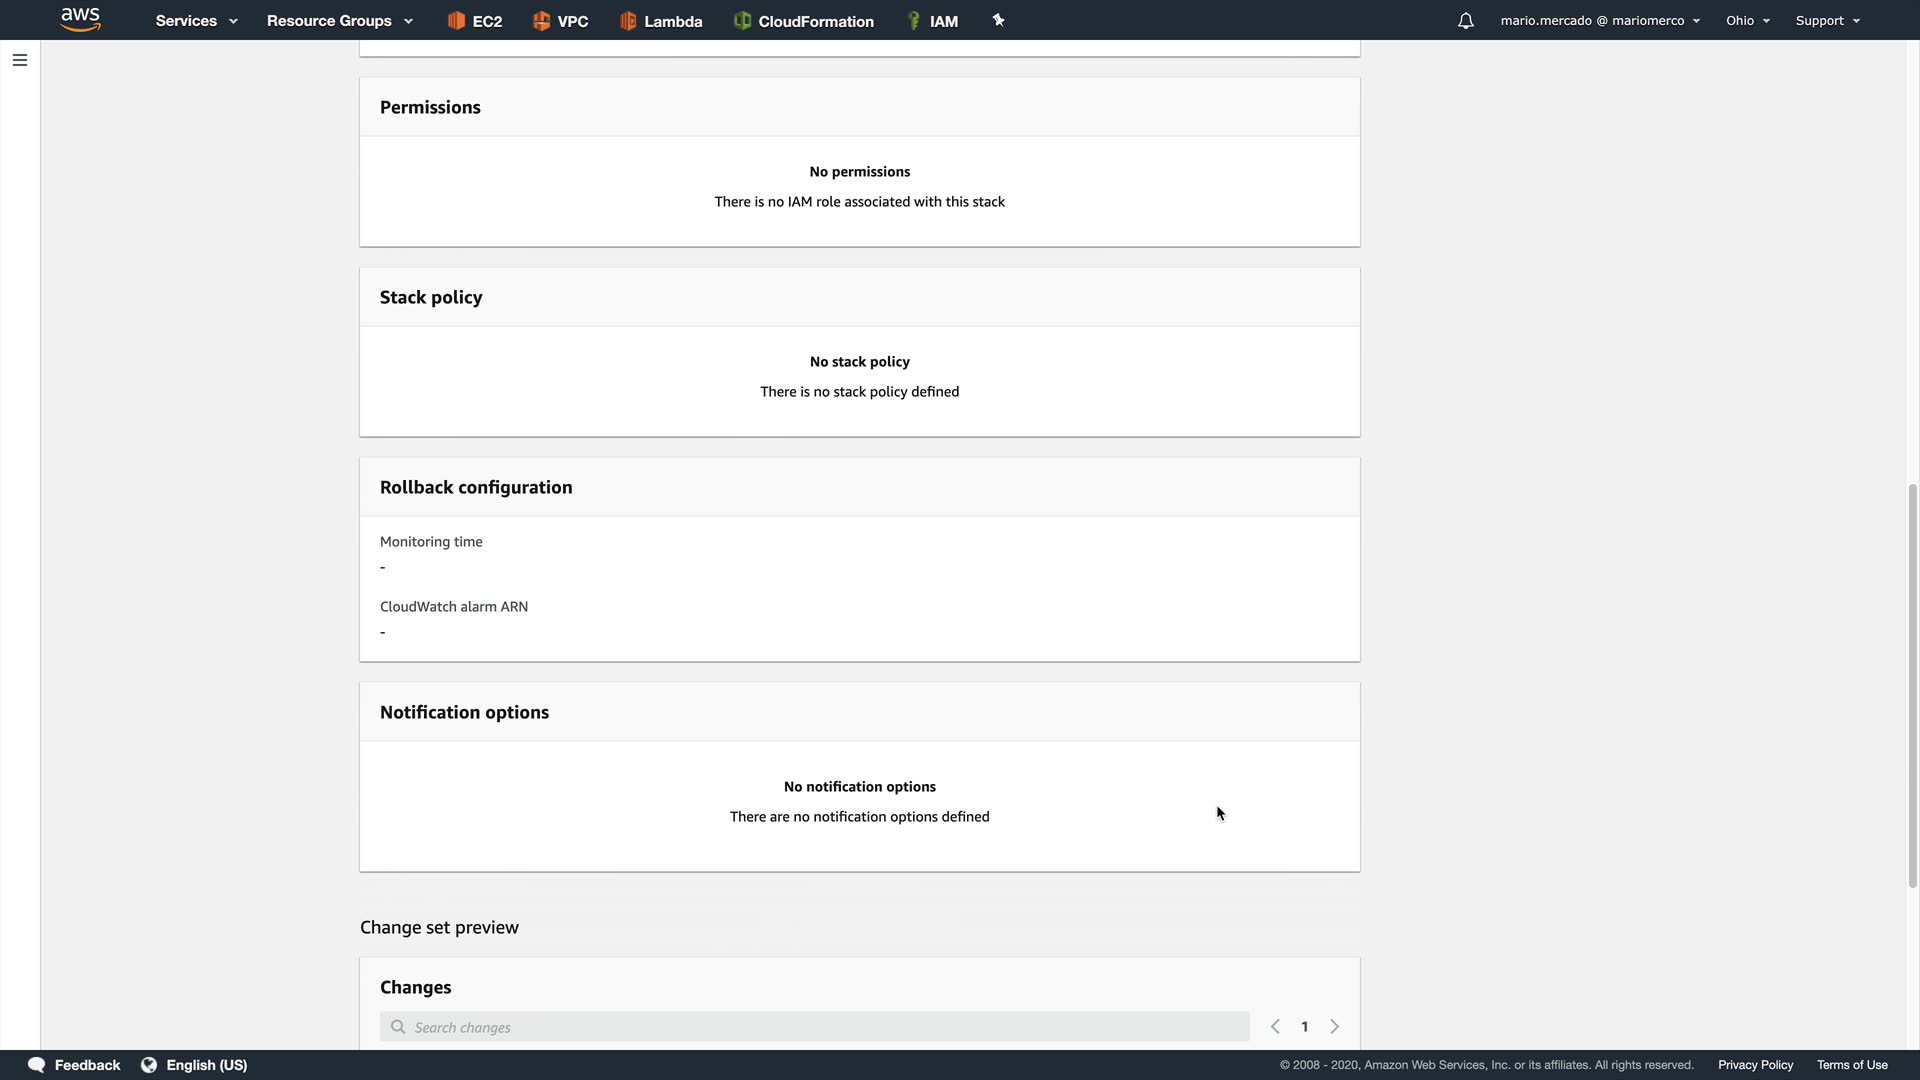 aws
Services
Resource Groups
EC2
VPC
Lambda
CloudFormation
IAM
mario.mercado @ mariomerco
Ohio
Support
Permissions
No permissions
There is no IAM role associated with this stack
Stack policy
No stack policy
There is no stack policy defined
Rollback configuration
Monitoring time
-
CloudWatch alarm ARN
-
Notification options
No notification options
There are no notification options defined
Change set preview
Changes
Search changes
1
Feedback
English (US)
© 2008 - 2020, Amazon Web Services, Inc. or its affiliates. All rights reserved.
Privacy Policy
Terms of Use